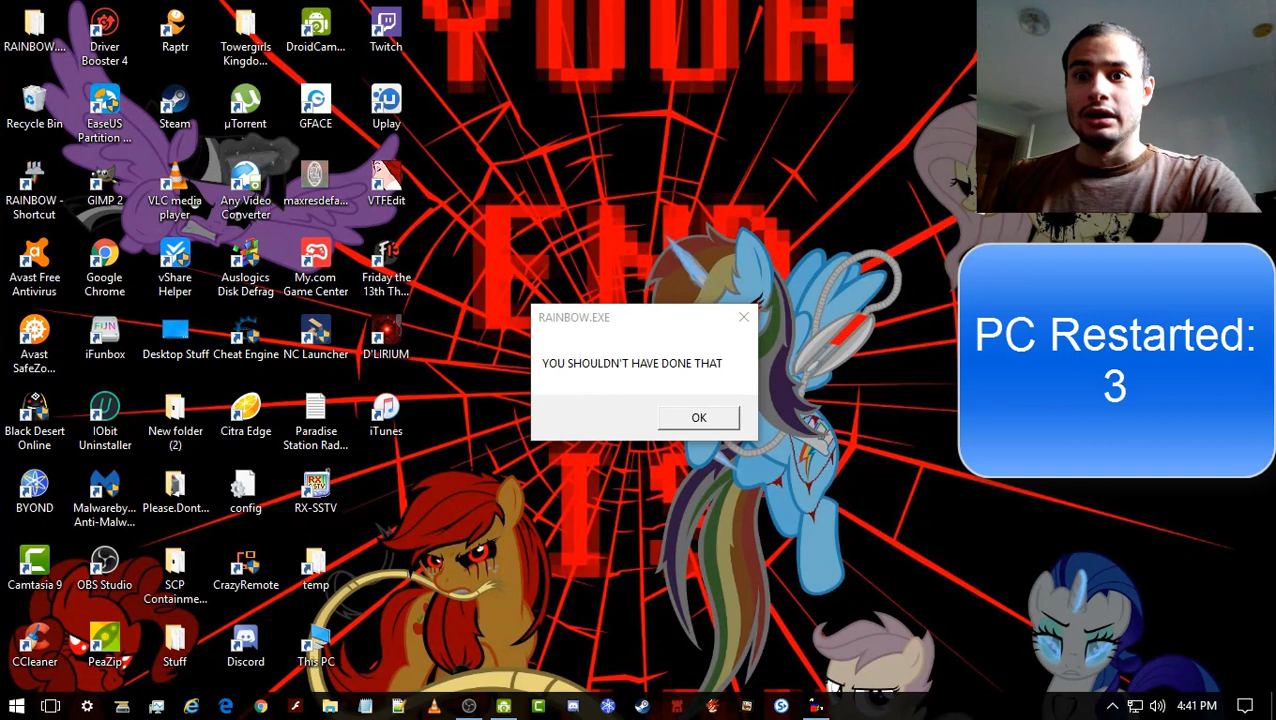 YOUR
END
RAINBOW....
Driver
Booster 4
Raptr
Towergirls
Kingdo...
DroidCam...
Twitch
Recycle Bin
EaseUS
Partition ...
Steam
µTorrent
GFACE
Uplay
RAINBOW -
Shortcut
GIMP 2
VLC media
player
Any Video
Converter
maxresdefa...
VTFEdit
Avast Free
Antivirus
Google
Chrome
vShare
Helper
Auslogics
Disk Defrag
My.com
Game Center
Friday the
13th Th...
Avast
SafeZo...
iFunbox
Desktop Stuff
Cheat Engine
NC Launcher
D'LIRIUM
Black Desert
Online
IObit
Uninstaller
New folder
(2)
Citra Edge
Paradise
Station Rad...
iTunes
BYOND
Malwareby...
Anti-Malw...
Please.Dont...
config
RX-SSTV
Camtasia 9
OBS Studio
SCP
Containme...
CrazyRemote
temp
CCleaner
PeaZip
Stuff
Discord
This PC
RAINBOW.EXE
YOU SHOULDN'T HAVE DONE THAT
OK
PC Restarted:
3
4:41 PM